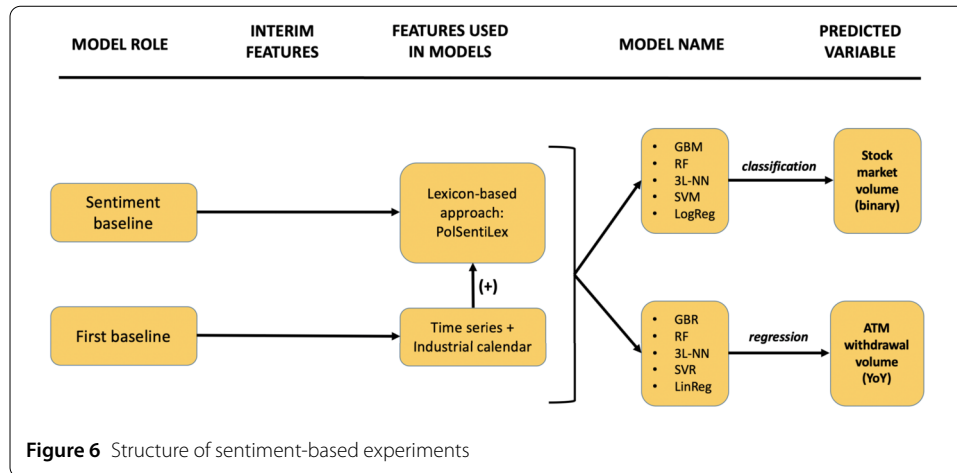 MODEL ROLE
INTERIM
FEATURES
FEATURES USED
IN MODELS
MODEL NAME
PREDICTED
VARIABLE
Sentiment
baseline
Lexicon-based
approach:
PolSentiLex
(+)
First baseline
Time series +
Industrial calendar
• GBM
• RF
• 3L-NN
• SVM
• LogReg
classification
Stock
market
volume
(binary)
• GBR
• RF
• 3L-NN
• SVR
• LinReg
regression
ATM
withdrawal
volume
(YoY)
Figure 6 Structure of sentiment-based experiments